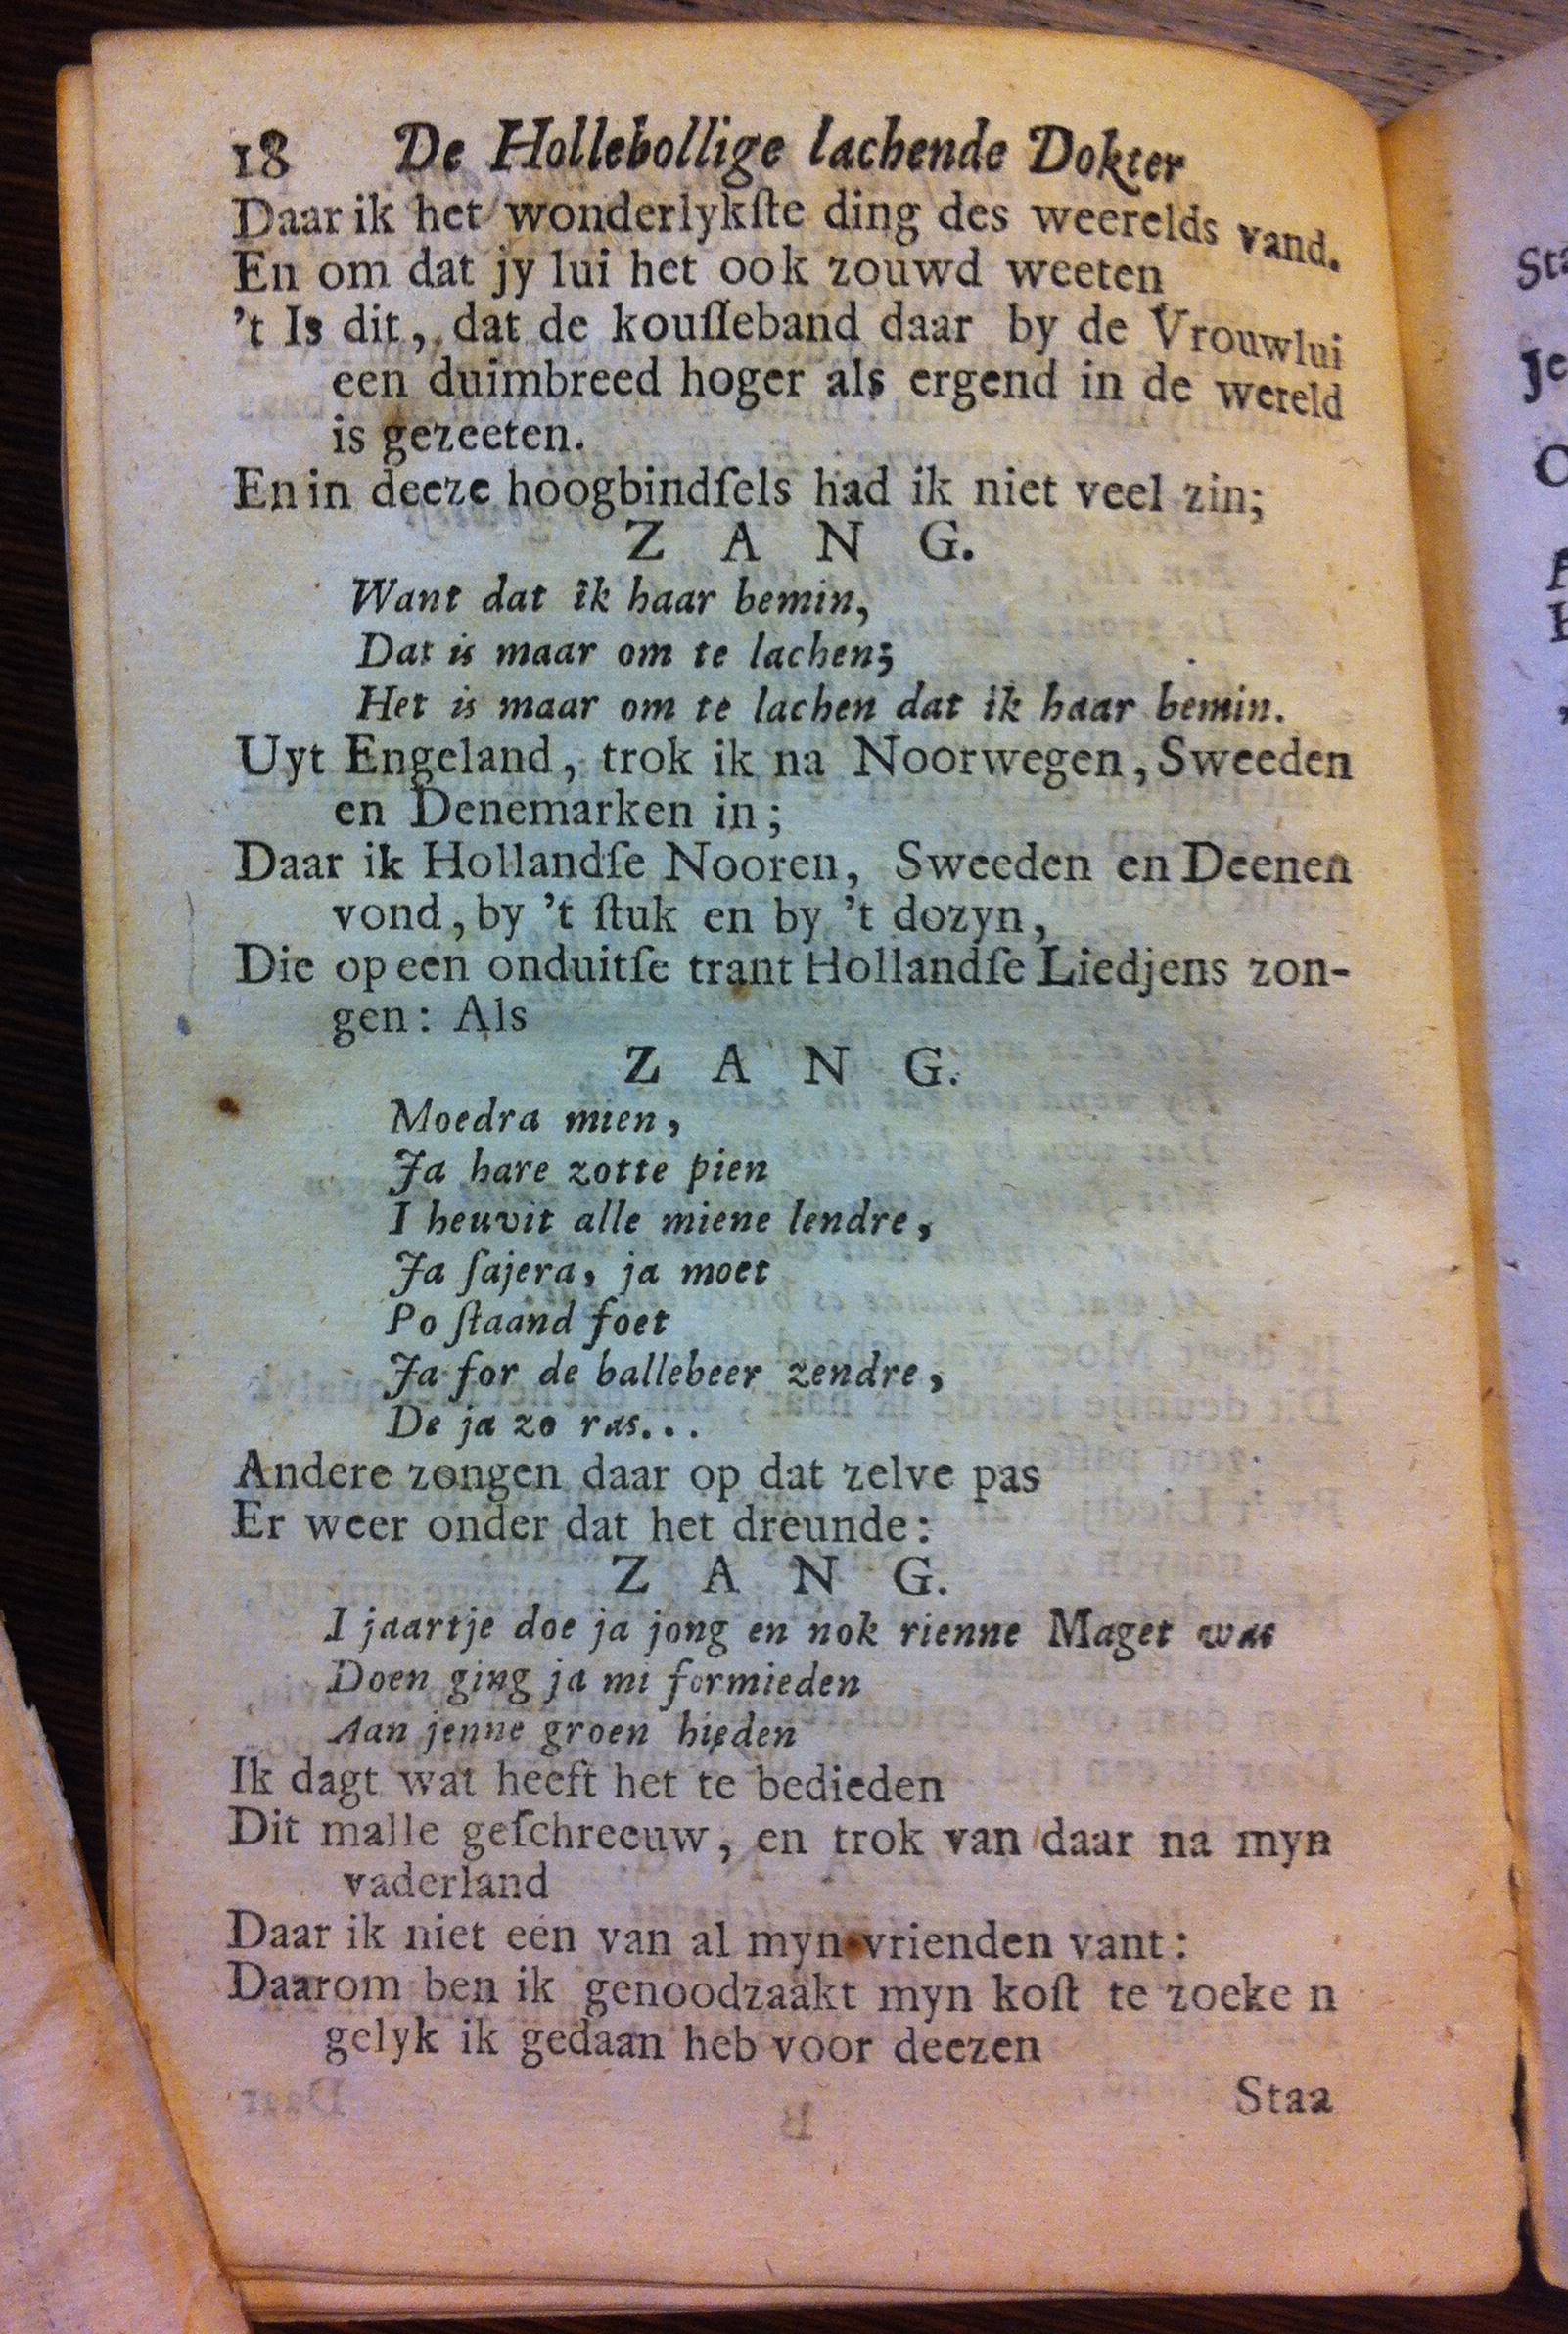 18 De Hollebollige lachende Dokter
Daar ik het wonderlykſte ding des weerelds vand.
En om dat jy lui het ook zouwd weeten
't Is dit, dat de kouſſeband daar by de Vrouwlui
een duimbreed hoger als ergend in de wereld
is gezeeten.
En in deeze hoogbindſels had ik niet veel zin;
Z A N G.
Want dat ik haar bemin,
Dat is maar om te lachen;
Het is maar om te lachen dat ik haar bemin.
Uyt Engeland, trok ik na Noorwegen, Sweeden
en Denemarken in;
Daar ik Hollandſe Nooren, Sweeden en Deenen
vond, by 't ſtuk en by 't dozyn,
Die op een onduitſe trant Hollandſe Liedjens zon-
gen: Als
Z A N G.
Moedra mien,
Ja hare zotte pien
I heuvit alle miene lendre,
Ja ſajera, ja moet
Po ſtaand foet
Ja for de ballebeer zendre,
De ja zo ras...
Andere zongen daar op dat zelve pas
Er weer onder dat het dreunde:
Z A N G.
I jaartje doe ja jong en nok rienne Maget was
Doen ging ja mi formieden
Aan jenne groen hieden
Ik dagt wat heeft het te bedieden
Dit malle geſchreeuw, en trok van daar na myn
vaderland
Daar ik niet een van al myn vrienden vant:
Daarom ben ik genoodzaakt myn koſt te zoeke n
gelyk ik gedaan heb voor deezen
Staa